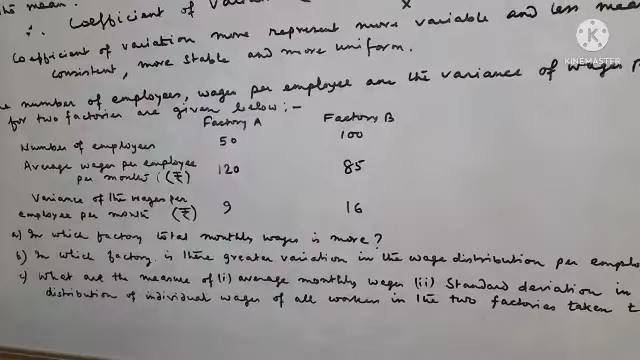 the mean.
∴ Coefficient of Varia
x
Coefficient of variation more represent more variable and less
consistent, more stable and more uniform.
KINEMASTER
number of employees, wages per employee and the variance of wages
for two factories are given below:-
Factory A Factory B
Number of employees 50 100
Average wages per employee
per month (₹) 120 85
Variance of the wages per
employee per month (₹) 9 16
a) In which factory total monthly wages is more?
b) In which factory is there greater variation in the wage distribution per
c) What are the measure of (i) average monthly wages (ii) Standard deviation in
distribution of individual wages of all workers in the two factories taken